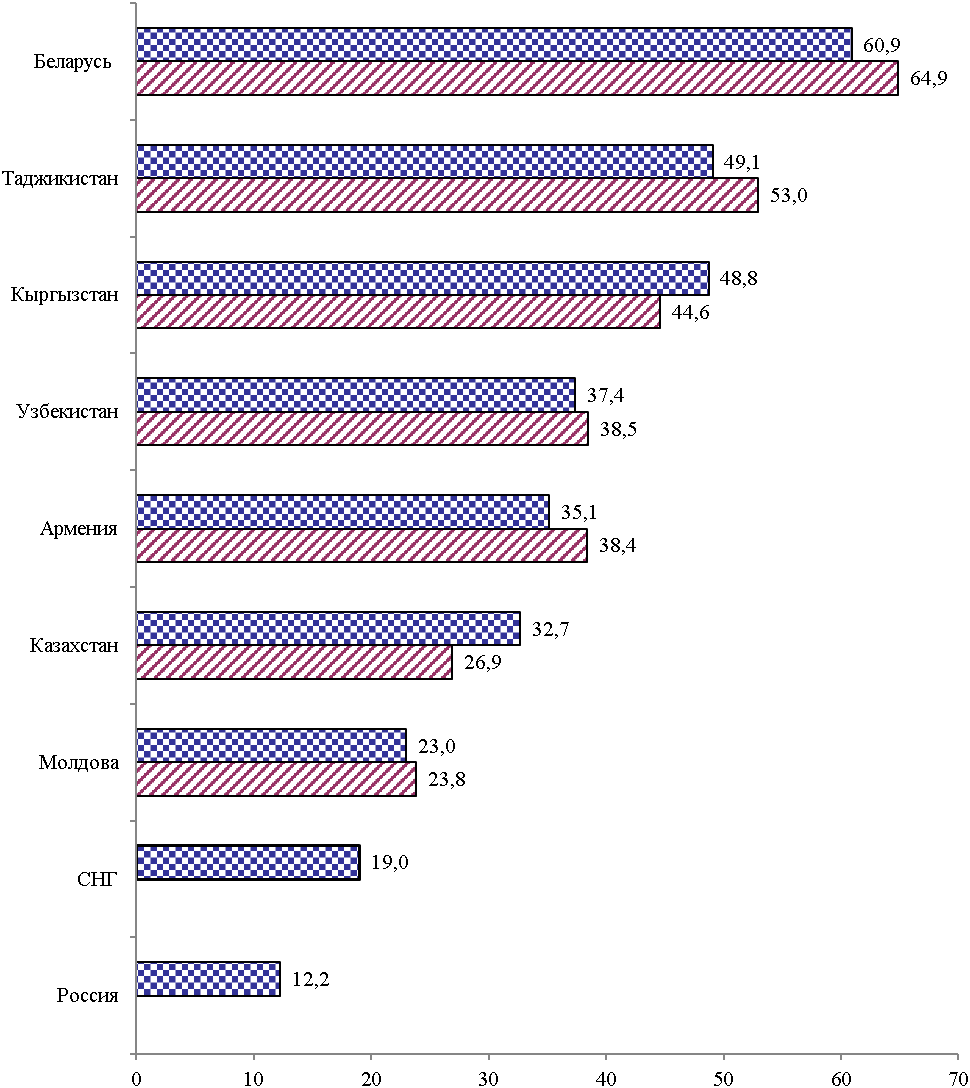 Беларусь
60,9
64,9
Таджикистан
49,1
53,0
Кыргызстан
48,8
44,6
Узбекистан
37,4
38,5
Армения
35,1
38,4
Казахстан
32,7
26,9
Молдова
23,0
23,8
СНГ
19,0
Россия
12,2
0 10 20 30 40 50 60 70